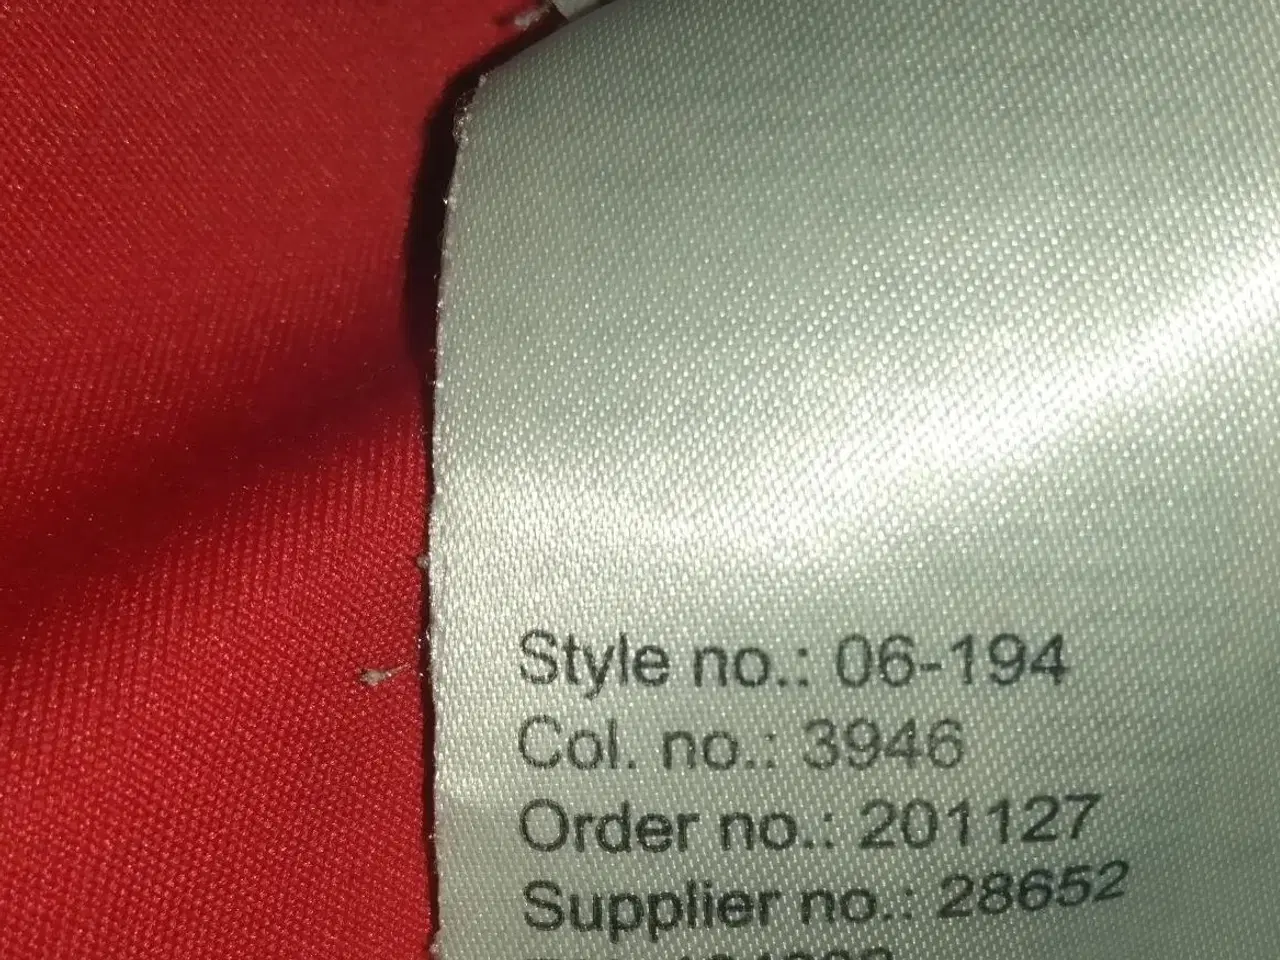 Style no.: 06-194
Col. no.: 3946
Order no.: 201127
Supplier no.: 28652